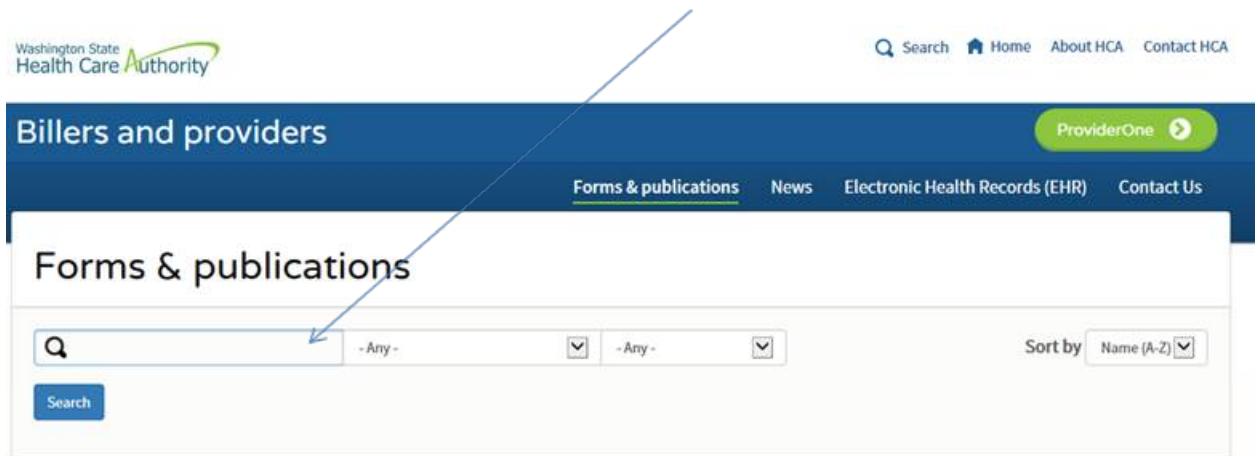 Washington State
Health Care Authority
Search Home About HCA Contact HCA
Billers and providers
ProviderOne
Forms & publications News Electronic Health Records (EHR) Contact Us
Forms & publications
- Any - - Any - Sort by Name (A-Z)
Search